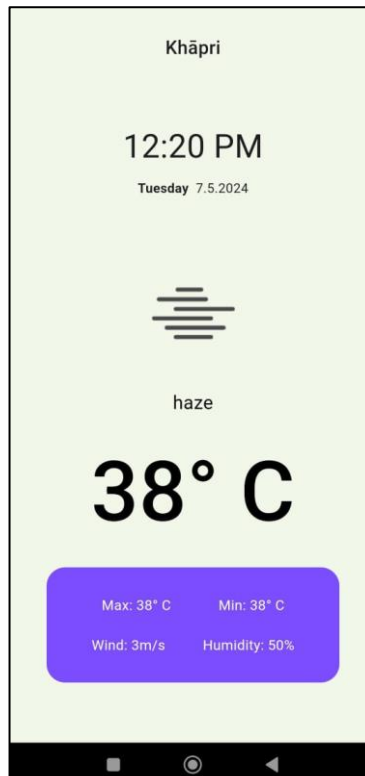 Khāpri
12:20 PM
Tuesday 7.5.2024
haze
38° C
Max: 38° C Min: 38° C
Wind: 3m/s Humidity: 50%